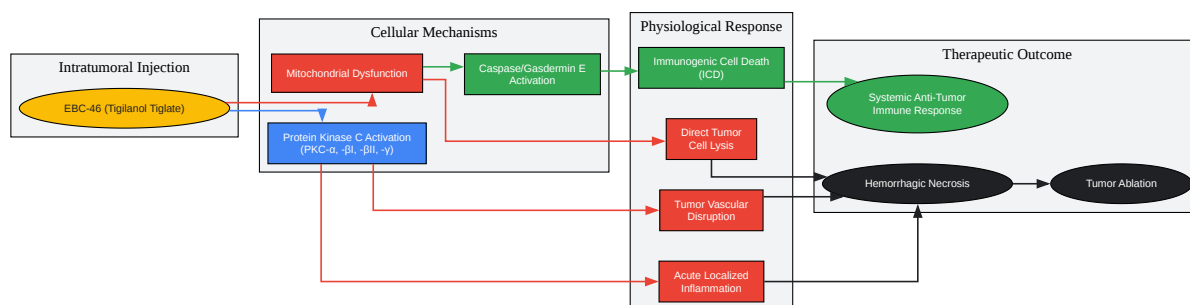 Intratumoral Injection
EBC-46 (Tigilanol Tiglate)
Cellular Mechanisms
Mitochondrial Dysfunction
Caspase/Gasdermin E
Activation
Protein Kinase C Activation
(PKC-α, -βI, -βII, -γ)
Physiological Response
Immunogenic Cell Death
(ICD)
Direct Tumor
Cell Lysis
Tumor Vascular
Disruption
Acute Localized
Inflammation
Therapeutic Outcome
Systemic Anti-Tumor
Immune Response
Hemorrhagic Necrosis
Tumor Ablation